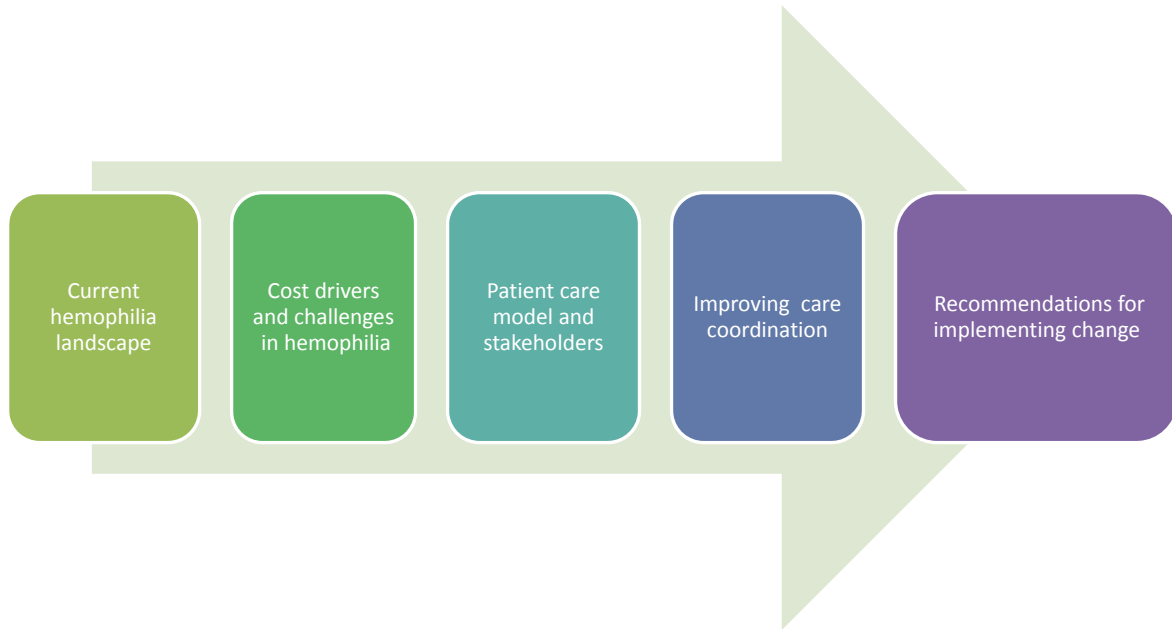 Current
hemophilia
landscape
Cost drivers
and challenges
in hemophilia
Patient care
model and
stakeholders
Improving  care
coordination
Recommendations for
implementing change